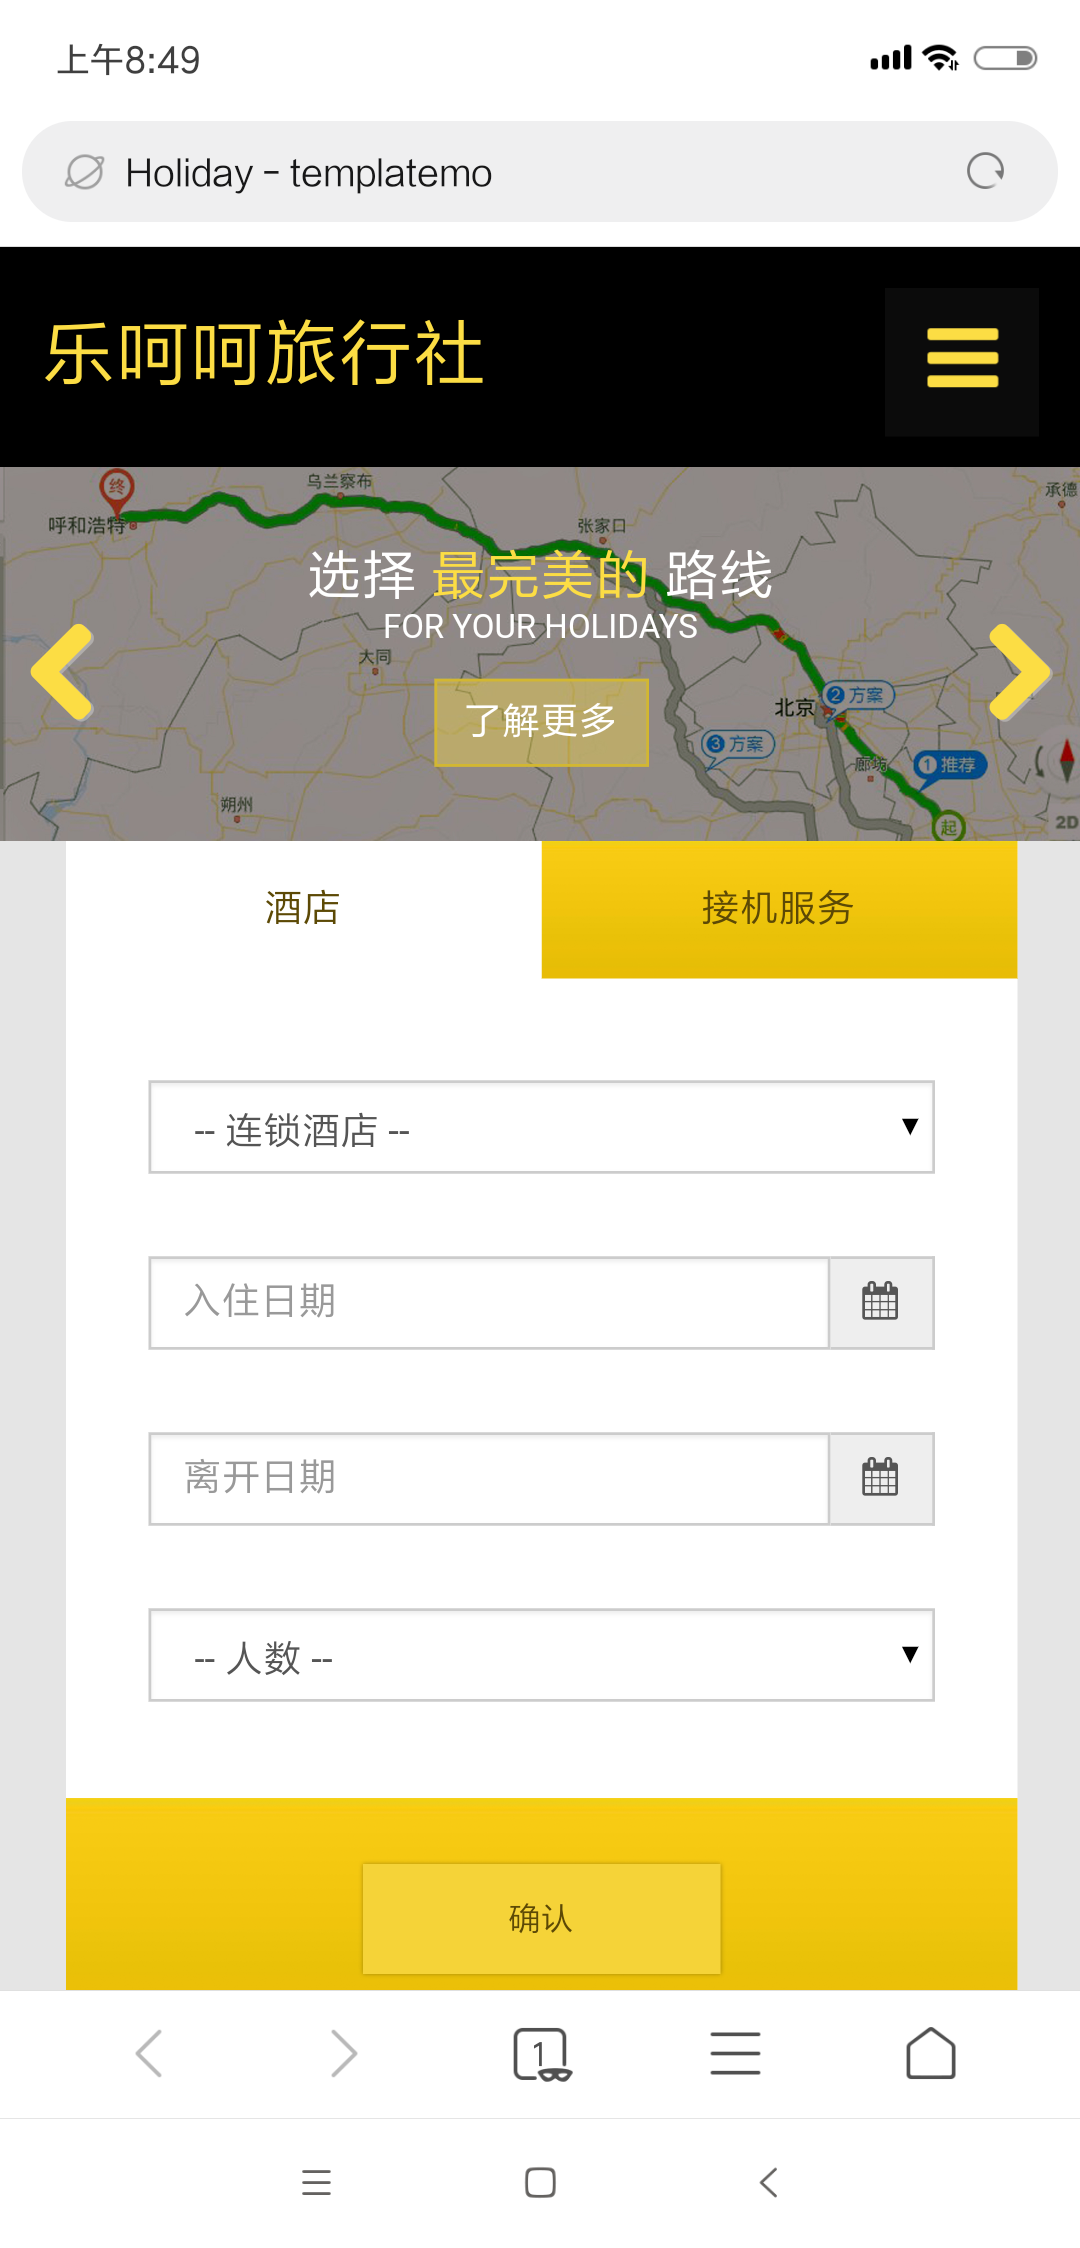 上午8:49
Holiday - templatemo
乐呵呵旅行社
终
乌兰察布
承德
呼和浩特
张家口
选择 最完美的 路线
FOR YOUR HOLIDAYS
大同
北京
2 方案
了解更多
3 方案
廊坊
1 推荐
朔州
起
2D
酒店
接机服务
-- 连锁酒店 --
入住日期
离开日期
-- 人数 --
确认
1